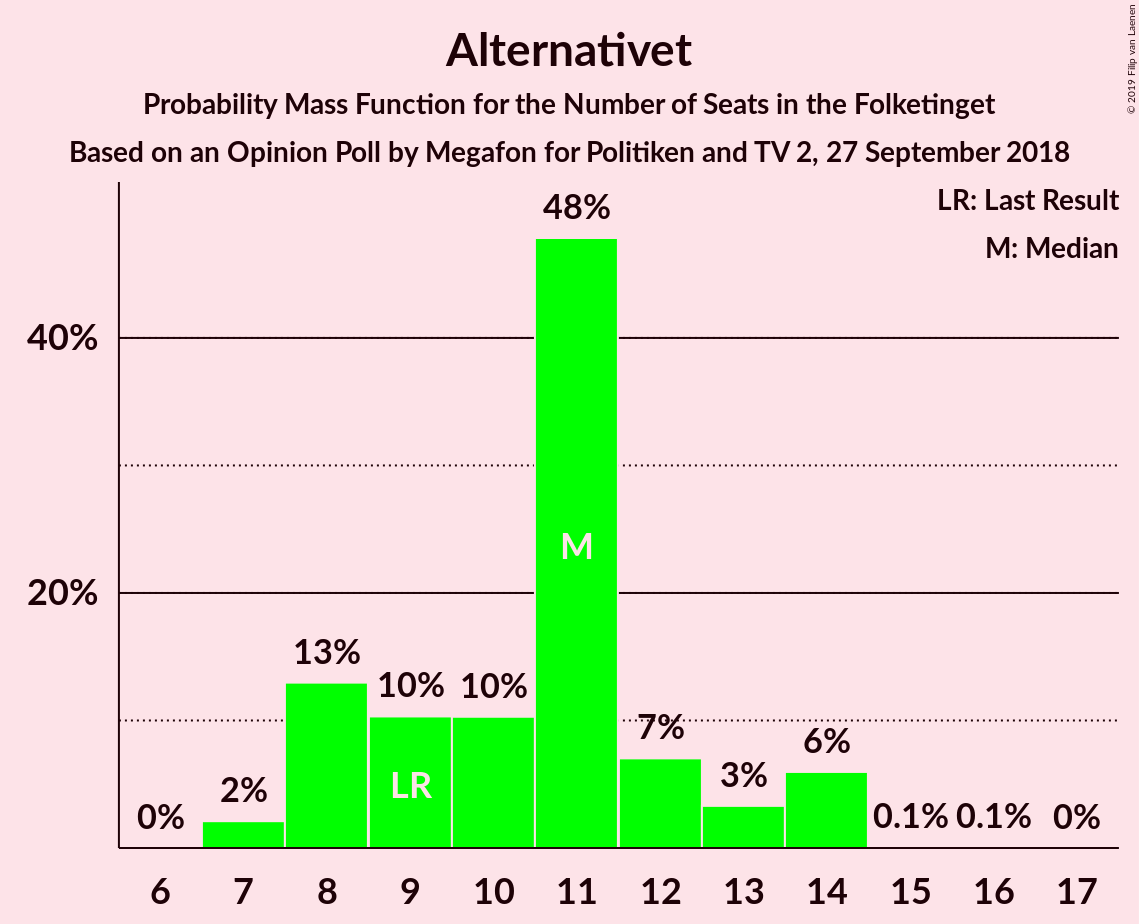 Alternativet
Probability Mass Function for the Number of Seats in the Folketinget
Based on an Opinion Poll by Megafon for Politiken and TV 2, 27 September 2018
© 2019 Filip van Laenen
LR: Last Result
M: Median
48%
40%
M
20%
13%
10%
10%
7%
6%
LR
3%
2%
0%
0.1%
0.1%
0%
6 7 8 9 10 11 12 13 14 15 16 17